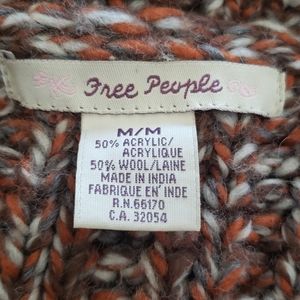 Free People
M/M
50% ACRYLIC/
ACRYLIQUE
50% WOOL/LAINE
MADE IN INDIA
FABRIQUE EN' INDE
R.N. 66170
C.A. 32054